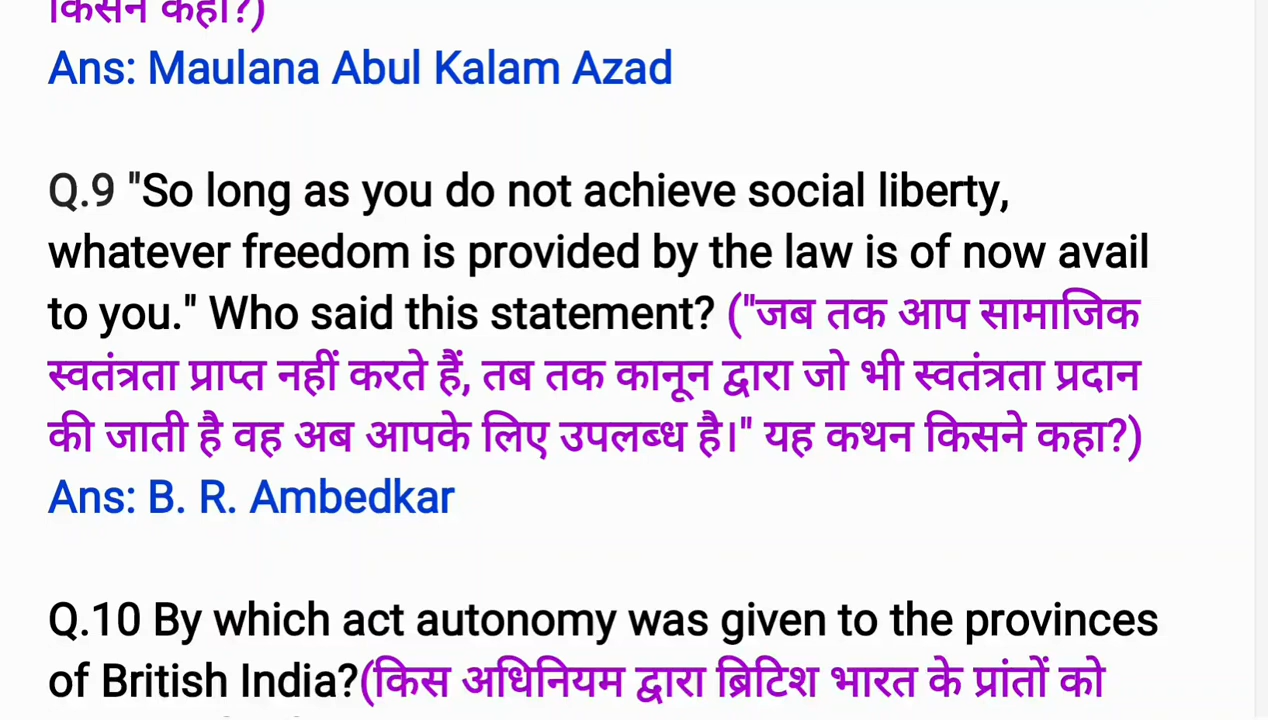 किसने कहा?)
Ans: Maulana Abul Kalam Azad
Q.9 "So long as you do not achieve social liberty,
whatever freedom is provided by the law is of now avail
to you." Who said this statement? ("जब तक आप सामाजिक
स्वतंत्रता प्राप्त नहीं करते हैं, तब तक कानून द्वारा जो भी स्वतंत्रता प्रदान
की जाती है वह अब आपके लिए उपलब्ध है।" यह कथन किसने कहा?)
Ans: B. R. Ambedkar
Q.10 By which act autonomy was given to the provinces
of British India?(किस अधिनियम द्वारा ब्रिटिश भारत के प्रांतों को